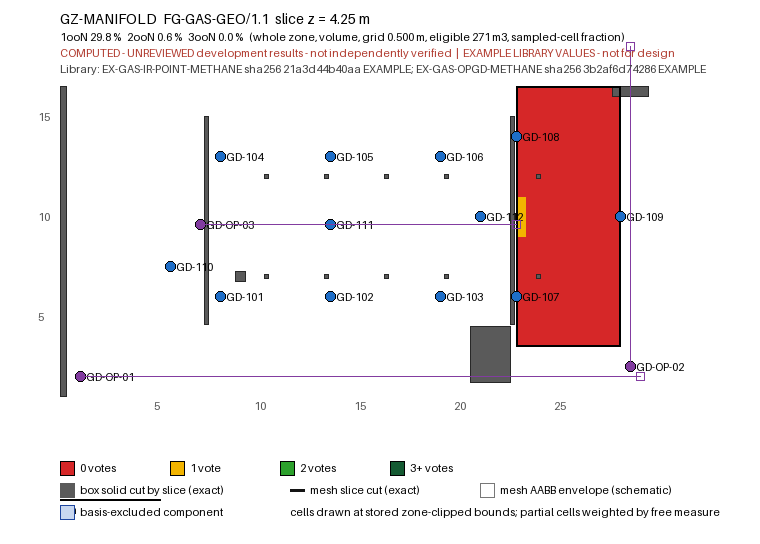 GZ-MANIFOLD FG-GAS-GEO/1.1 slice z = 4.25 m
1ooN 29.8 % 2ooN 0.6 % 3ooN 0.0 % (whole zone, volume, grid 0.500 m, eligible 271 m3, sampled-cell fraction)
COMPUTED - UNREVIEWED development results - not independently verified | EXAMPLE LIBRARY VALUES - not for design
Library: EX-GAS-IR-POINT-METHANE sha256 21a3d44b40aa EXAMPLE; EX-GAS-OPGD-METHANE sha256 3b2af6d74286 EXAMPLE
15
GD-108
GD-104 GD-105 GD-106
10
GD-112 GD-109
GD-OP-03 GD-111
GD-110
GD-101 GD-102 GD-103 GD-107
5
GD-OP-02
GD-OP-01
5 10 15 20 25
0 votes 1 vote 2 votes 3+ votes
box solid cut by slice (exact) mesh slice cut (exact) mesh AABB envelope (schematic)
basis-excluded component cells drawn at stored zone-clipped bounds; partial cells weighted by free measure